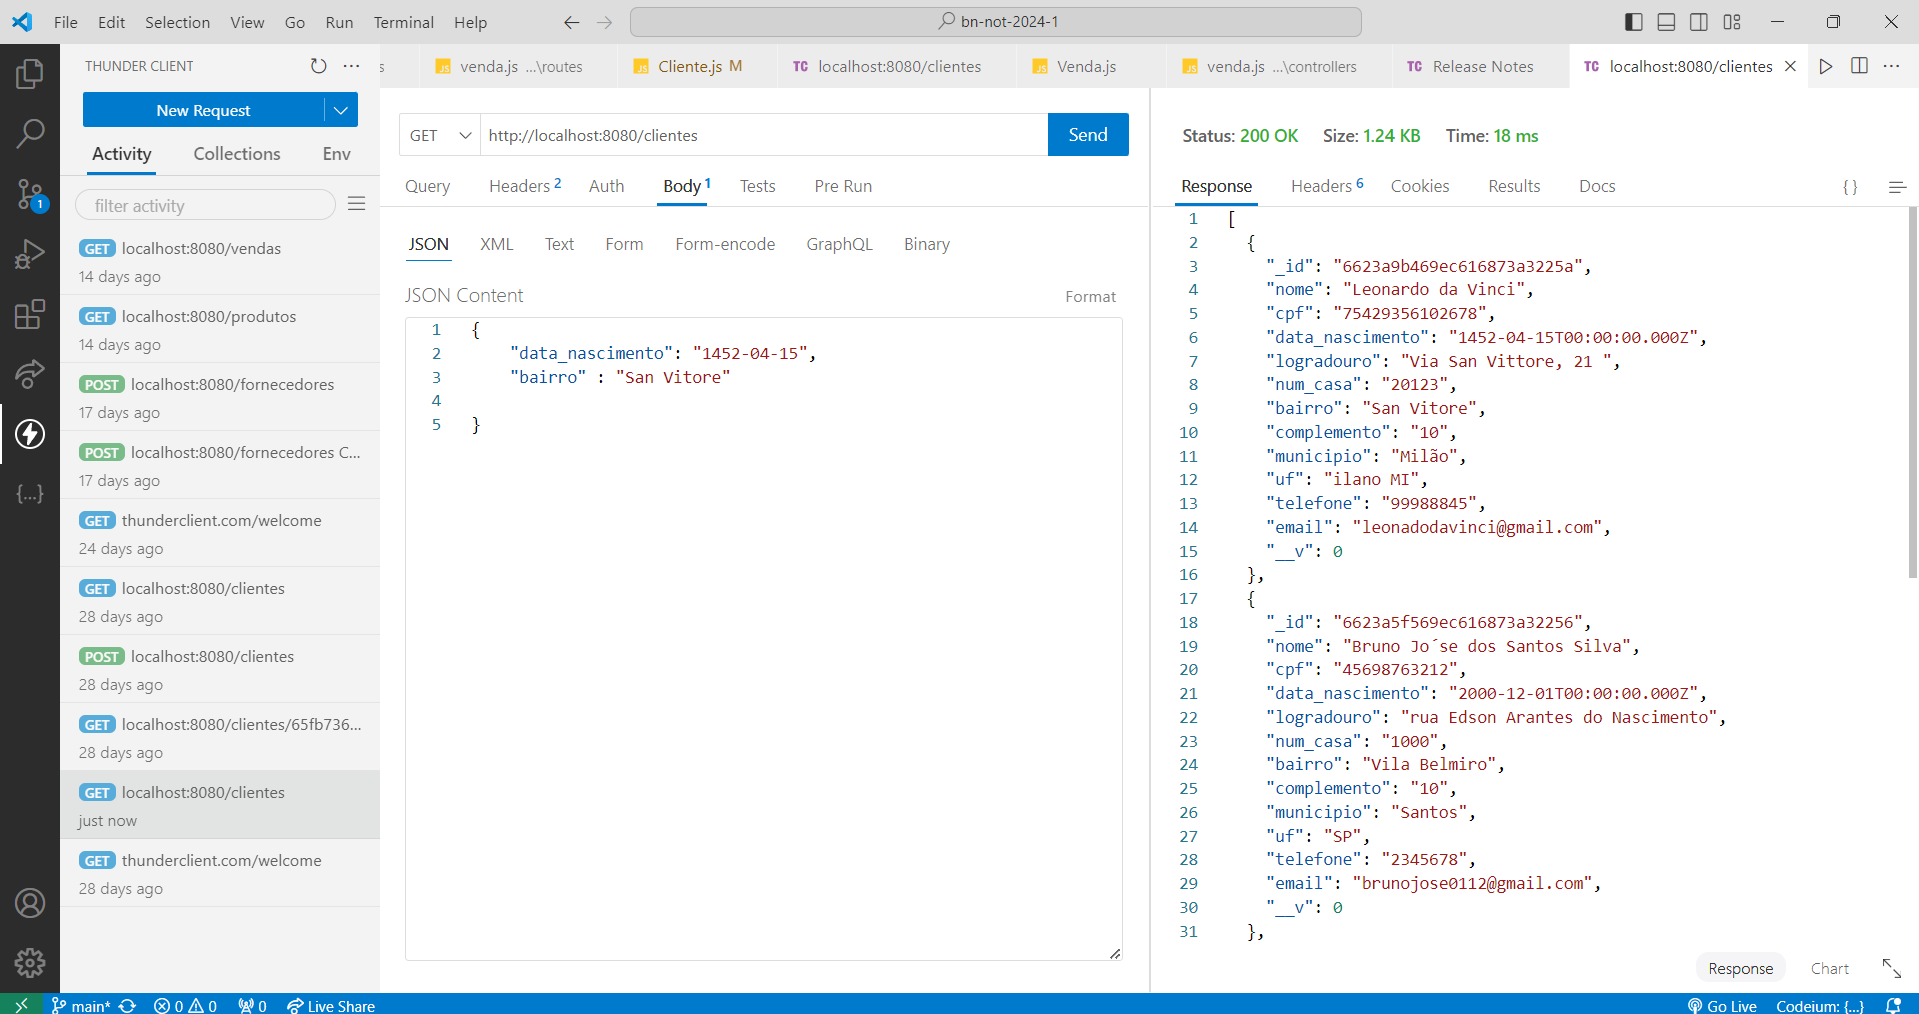 File Edit Selection View Go Run Terminal Help
bn-not-2024-1
THUNDER CLIENT
New Request
Activity Collections Env
filter activity
GET localhost:8080/vendas
14 days ago
GET localhost:8080/produtos
14 days ago
POST localhost:8080/fornecedores
17 days ago
POST localhost:8080/fornecedores C...
17 days ago
GET thunderclient.com/welcome
24 days ago
GET localhost:8080/clientes
28 days ago
POST localhost:8080/clientes
28 days ago
GET localhost:8080/clientes/65fb736...
28 days ago
GET localhost:8080/clientes
just now
GET thunderclient.com/welcome
28 days ago
1
{...}
s JS venda.js ...\routes JS Cliente.js M TC localhost:8080/clientes JS Venda.js JS venda.js ...\controllers TC Release Notes TC localhost:8080/clientes
GET http://localhost:8080/clientes Send
Query Headers 2 Auth Body 1 Tests Pre Run
JSON XML Text Form Form-encode GraphQL Binary
JSON Content Format
1 {
2 "data_nascimento": "1452-04-15",
3 "bairro" : "San Vitore"
4
5 }
Status: 200 OK Size: 1.24 KB Time: 18 ms
Response Headers 6 Cookies Results Docs { }
1 [
2 {
3 "_id": "6623a9b469ec616873a3225a",
4 "nome": "Leonardo da Vinci",
5 "cpf": "75429356102678",
6 "data_nascimento": "1452-04-15T00:00:00.000Z",
7 "logradouro": "Via San Vittore, 21 ",
8 "num_casa": "20123",
9 "bairro": "San Vitore",
10 "complemento": "10",
11 "municipio": "Milão",
12 "uf": "ilano MI",
13 "telefone": "99988845",
14 "email": "leonadodavinci@gmail.com",
15 "__v": 0
16 },
17 {
18 "_id": "6623a5f569ec616873a32256",
19 "nome": "Bruno Jo´se dos Santos Silva",
20 "cpf": "45698763212",
21 "data_nascimento": "2000-12-01T00:00:00.000Z",
22 "logradouro": "rua Edson Arantes do Nascimento",
23 "num_casa": "1000",
24 "bairro": "Vila Belmiro",
25 "complemento": "10",
26 "municipio": "Santos",
27 "uf": "SP",
28 "telefone": "2345678",
29 "email": "brunojose0112@gmail.com",
30 "__v": 0
31 },
Response Chart
main* 0 0 0 Live Share Go Live Codeium: {...}